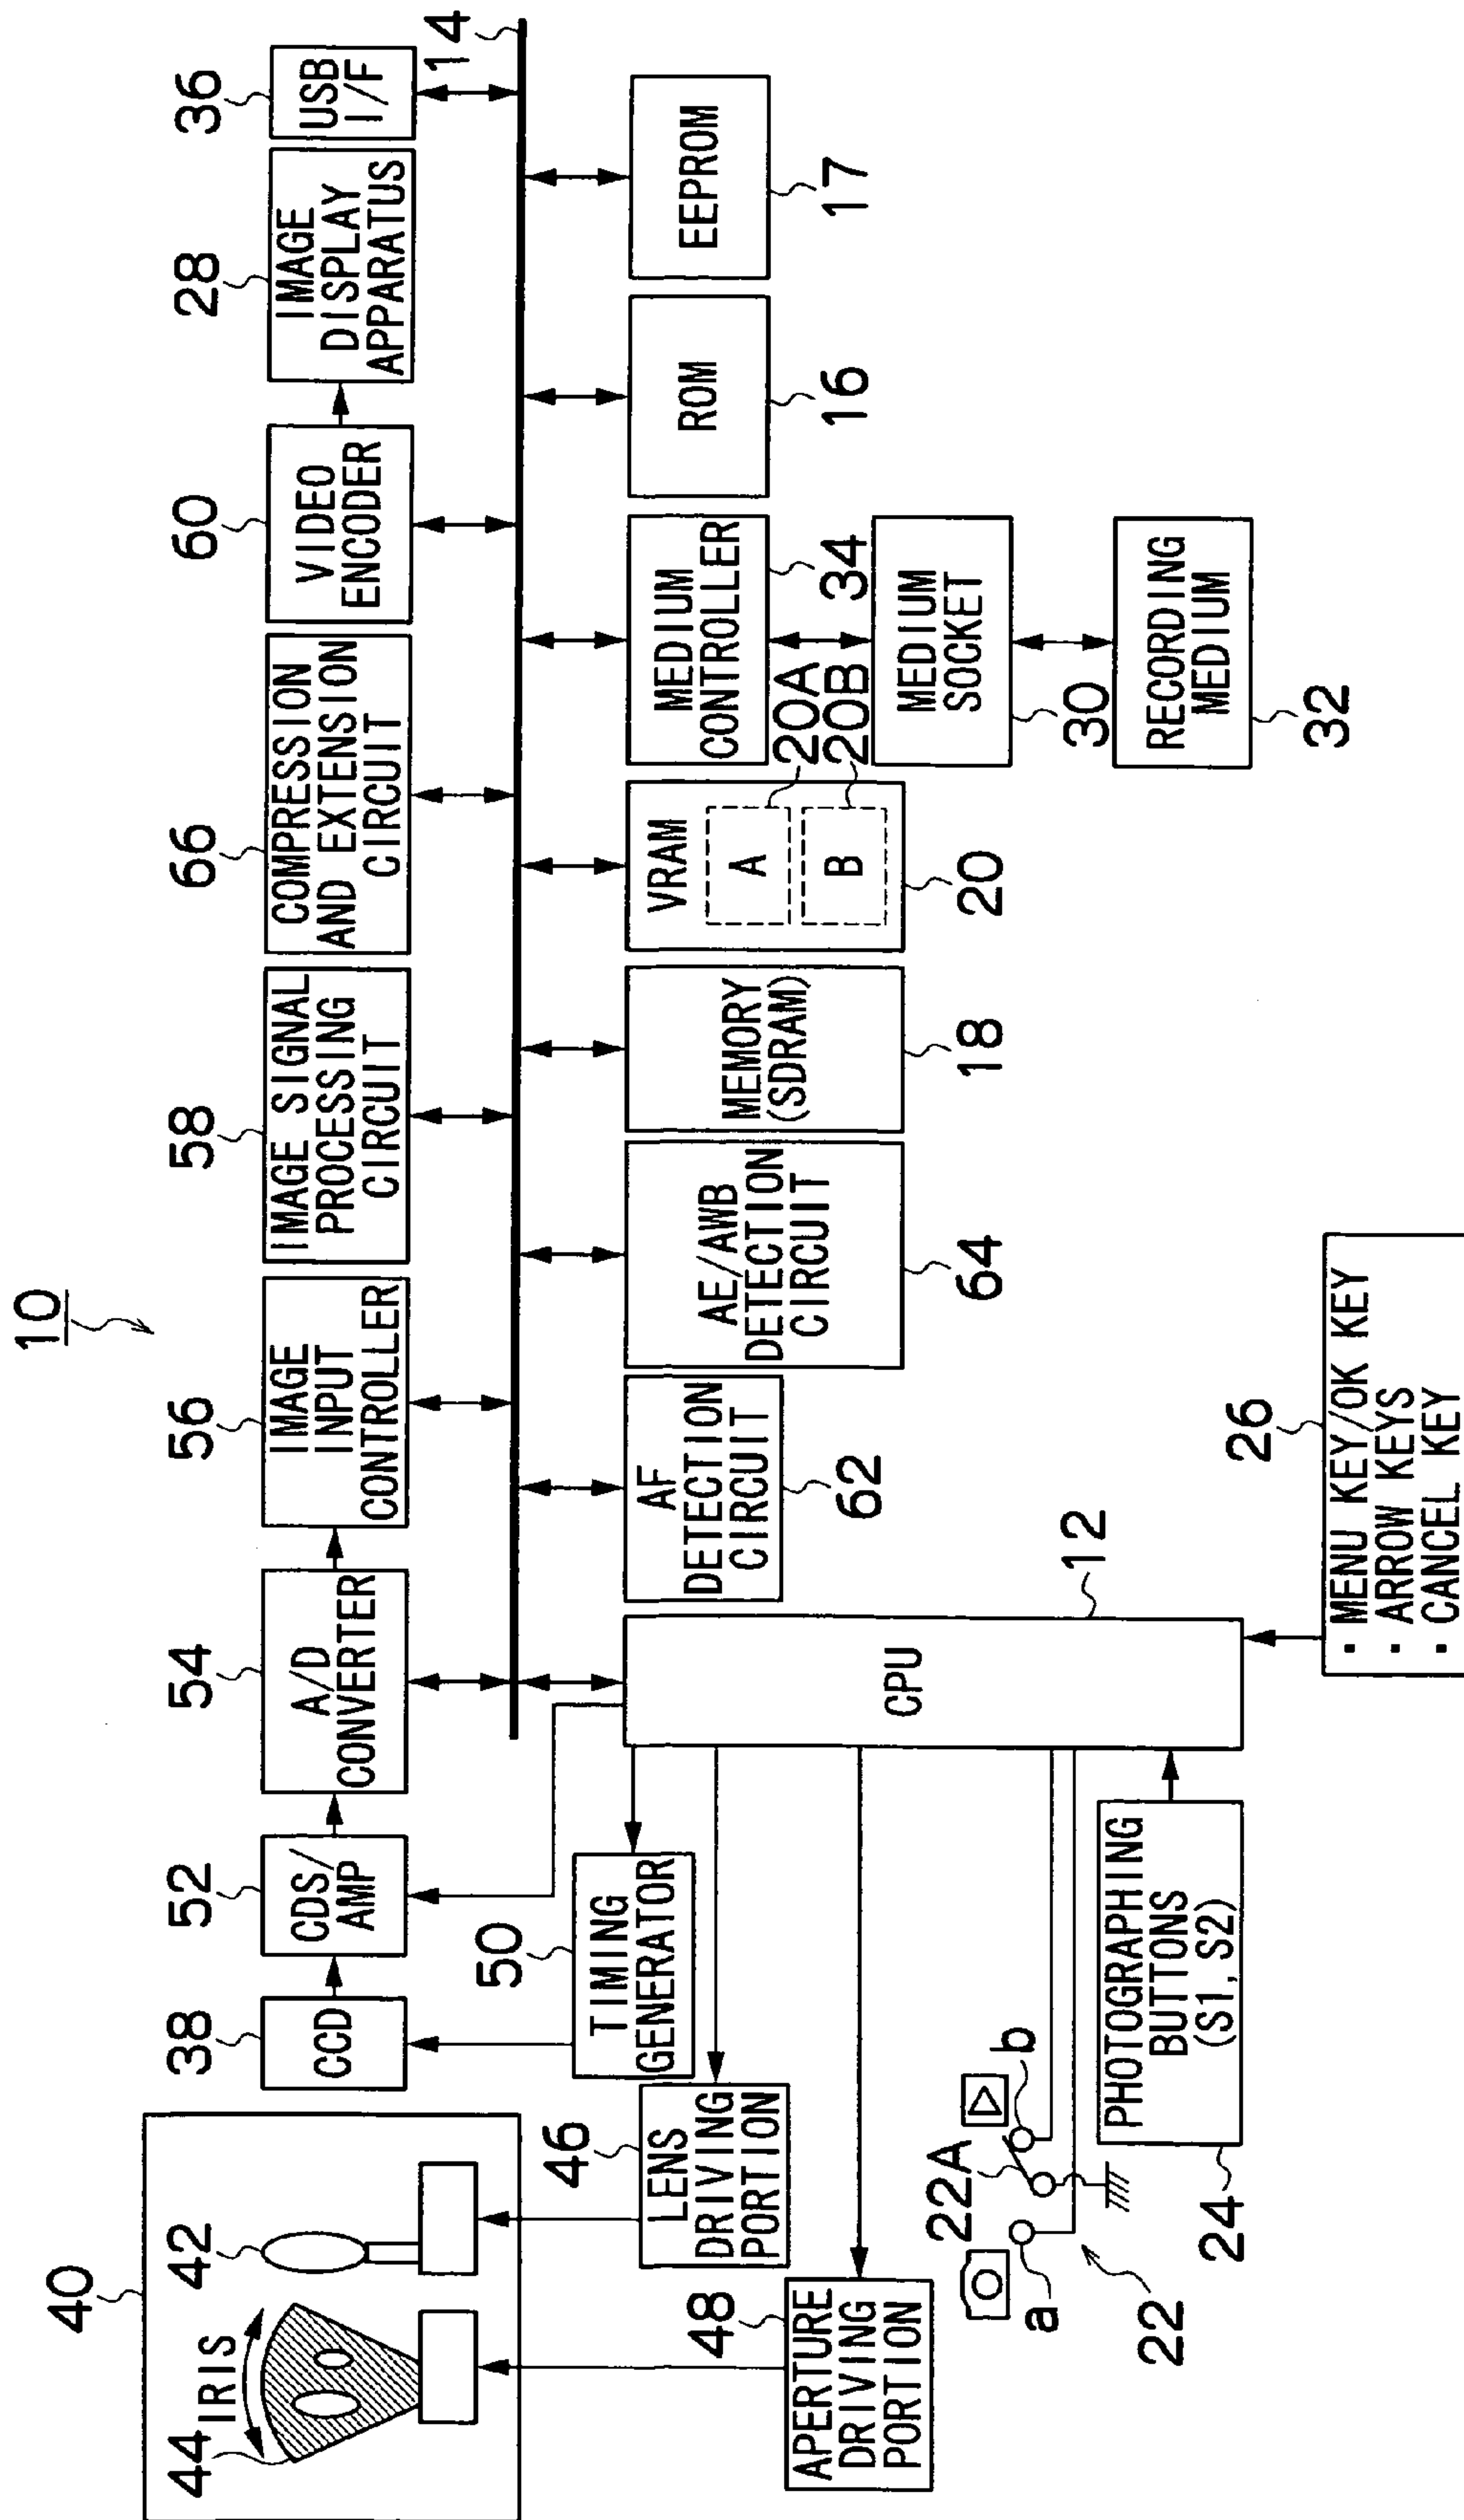 10
40
44
IRIS
42
38
CCD
52
CDS/
AMP
54
A/D
CONVERTER
56
IMAGE
INPUT
CONTROLLER
58
IMAGE SIGNAL
PROCESSING
CIRCUIT
66
COMPRESSION
AND EXTENSION
CIRCUIT
60
VIDEO
ENCODER
28
IMAGE
DISPLAY
APPARATUS
36
USB
I/F
14
50
TIMING
GENERATOR
46
LENS
DRIVING
PORTION
48
APERTURE
DRIVING
PORTION
CPU
12
AF
DETECTION
CIRCUIT
62
AE/AWB
DETECTION
CIRCUIT
64
MEMORY
(SDRAM)
18
VRAM
A
B
20
20A
20B
MEDIUM
CONTROLLER
34
MEDIUM
SOCKET
30
RECORDING
MEDIUM
32
ROM
16
EEPROM
17
22A
b
a
22
PHOTOGRAPHING
BUTTONS
(S1,S2)
24
26
▪ MENU KEY/OK KEY
▪ ARROW KEYS
▪ CANCEL KEY